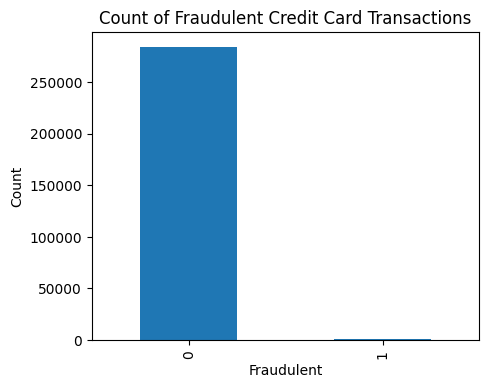 Count of Fraudulent Credit Card Transactions
Count
250000
200000
150000
100000
50000
0
0
1
Fraudulent